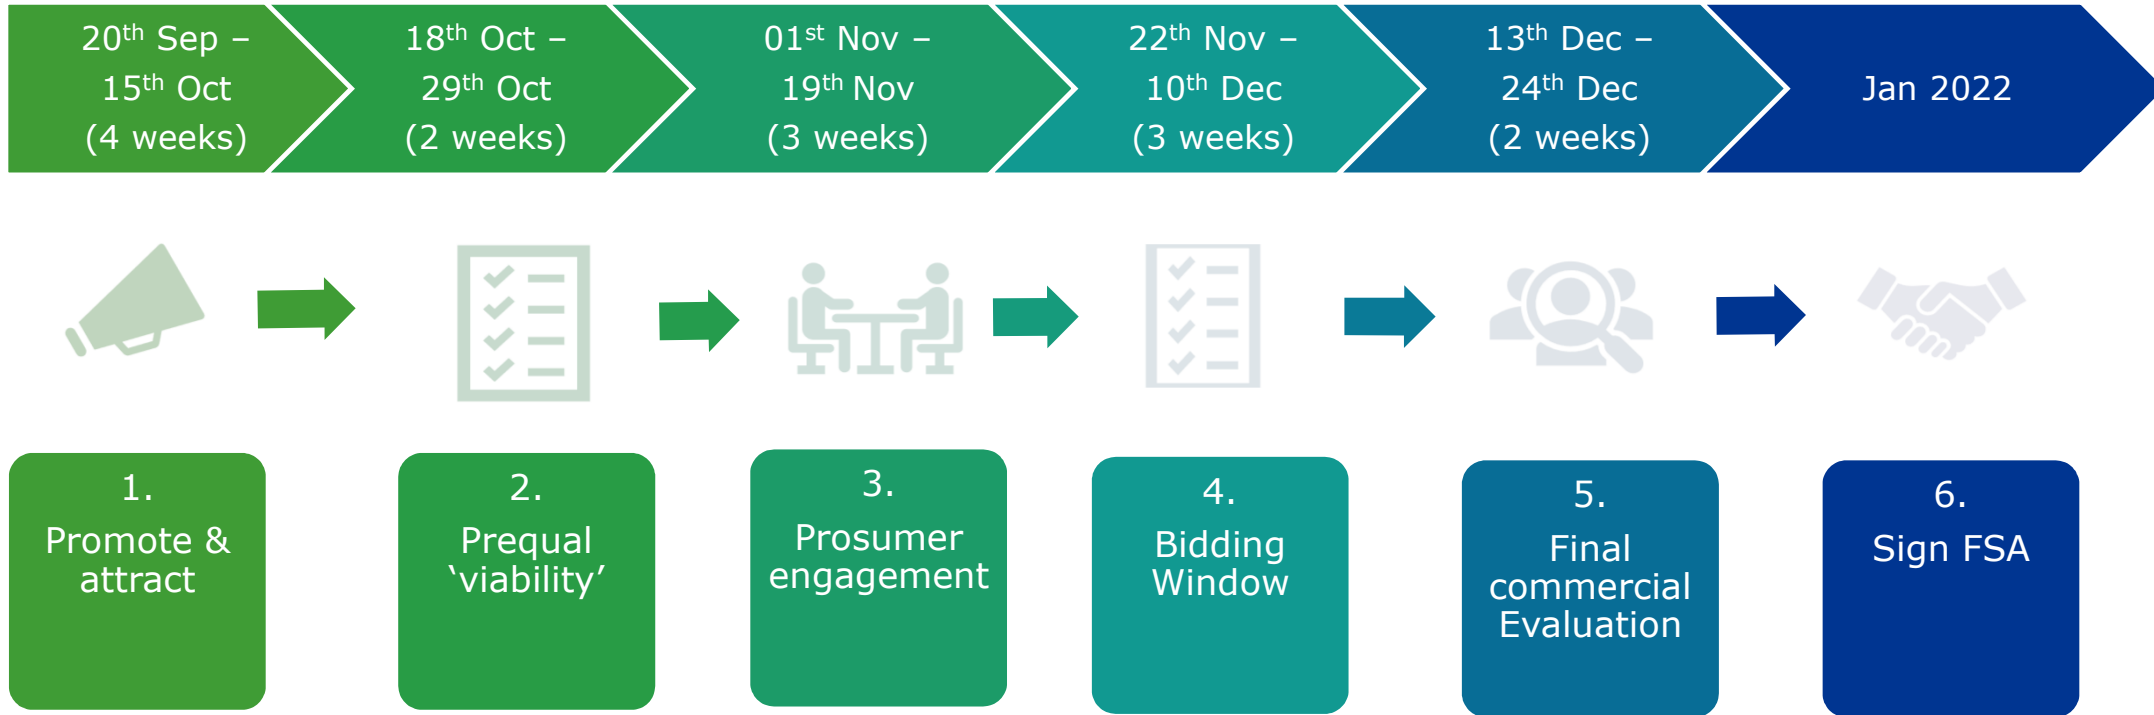 20th Sep –
15th Oct
(4 weeks)
18th Oct –
29th Oct
(2 weeks)
01st Nov –
19th Nov
(3 weeks)
22th Nov –
10th Dec
(3 weeks)
13th Dec –
24th Dec
(2 weeks)
Jan 2022
1.
Promote &
attract
2.
Prequal
‘viability’
3.
Prosumer
engagement
4.
Bidding
Window
5.
Final
commercial
Evaluation
6.
Sign FSA